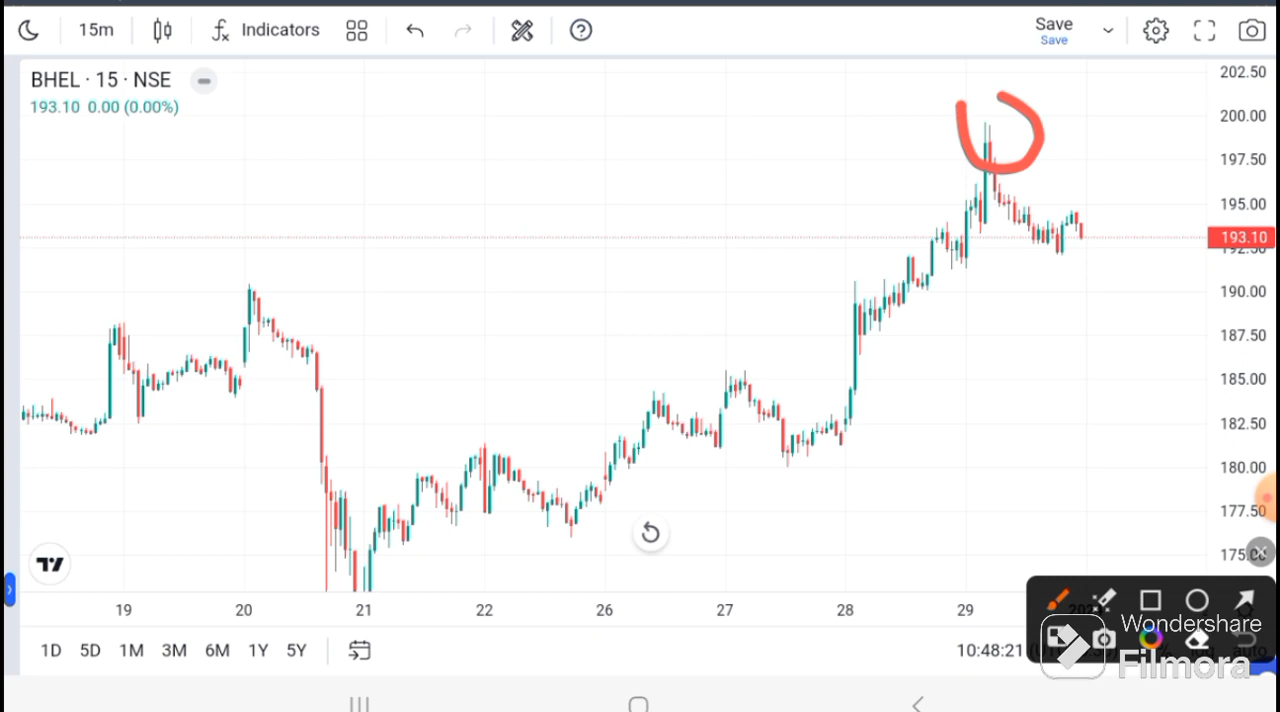 15m
Indicators
Save
Save
BHEL · 15 · NSE
193.10 0.00 (0.00%)
202.50
200.00
197.50
195.00
193.10
192.50
190.00
187.50
185.00
182.50
180.00
177.50
19 20 21 22 26 27 28 29
1D 5D 1M 3M 6M 1Y 5Y
10:48:21
Wondershare
Filmora